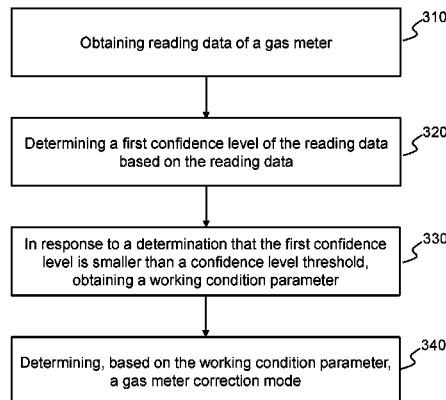 310
Obtaining reading data of a gas meter
320
Determining a first confidence level of the reading data
based on the reading data
330
In response to a determination that the first confidence
level is smaller than a confidence level threshold,
obtaining a working condition parameter
340
Determining, based on the working condition parameter,
a gas meter correction mode